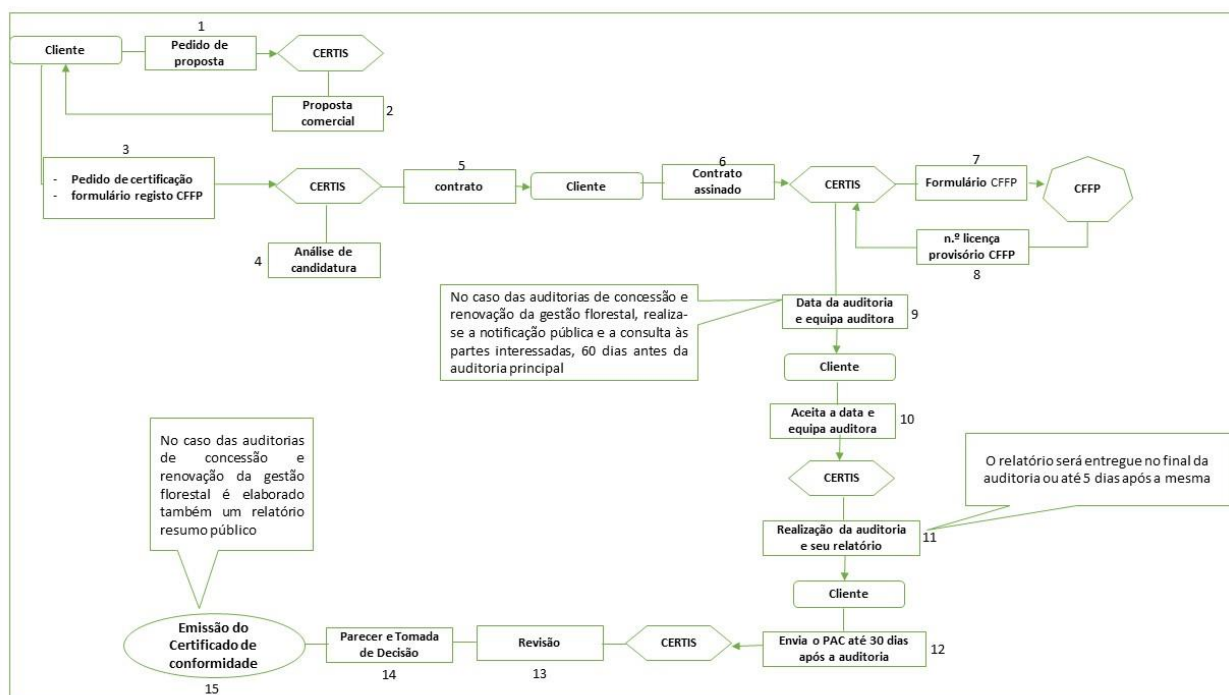 1
Cliente
Pedido de
proposta
CERTIS
Proposta
comercial
2
3
- Pedido de certificação
- formulário registo CFFP
CERTIS
4
Análise de
candidatura
5
contrato
Cliente
6
Contrato
assinado
CERTIS
7
Formulário CFFP
CFFP
n.º licença
provisório CFFP
8
No caso das auditorias de concessão e
renovação da gestão florestal, realiza-
se a notificação pública e a consulta às
partes interessadas, 60 dias antes da
auditoria principal
Data da auditoria
e equipa auditora
9
Cliente
Aceita a data e
equipa auditora
10
CERTIS
O relatório será entregue no final da
auditoria ou até 5 dias após a mesma
Realização da auditoria
e seu relatório
11
Cliente
Envia o PAC até 30 dias
após a auditoria
12
CERTIS
Revisão
13
Parecer e Tomada
de Decisão
14
No caso das auditorias
de concessão e
renovação da gestão
florestal é elaborado
também um relatório
resumo público
Emissão do
Certificado de
conformidade
15